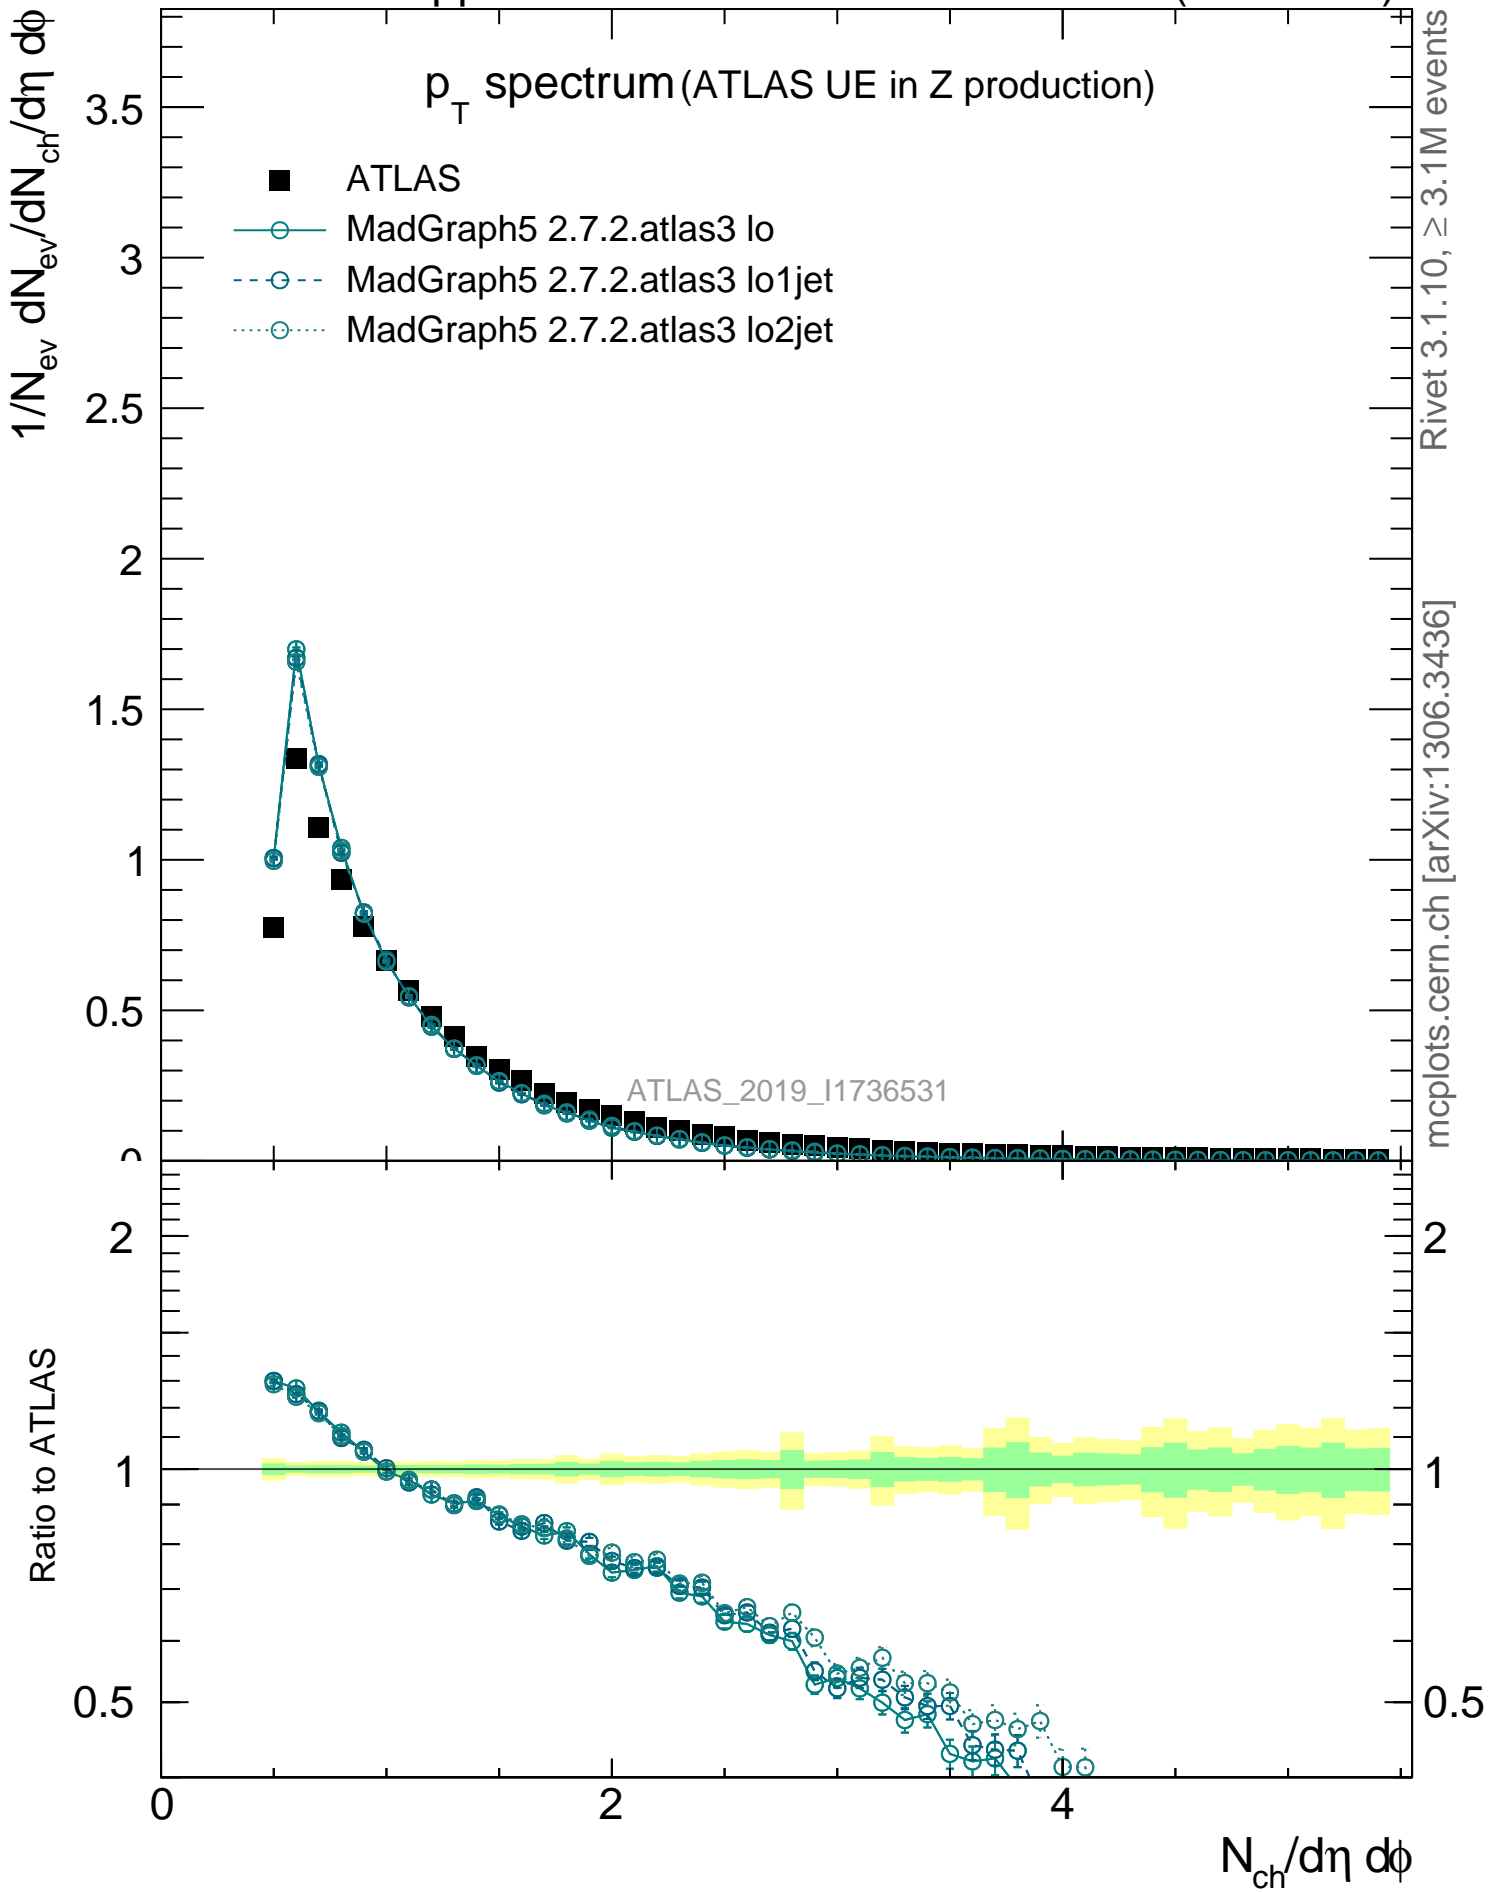 pp
p_T spectrum (ATLAS UE in Z production)
1/N_ev dN_ev/dN_ch/dη dϕ
ATLAS
MadGraph5 2.7.2.atlas3 lo
MadGraph5 2.7.2.atlas3 lo1jet
MadGraph5 2.7.2.atlas3 lo2jet
3.5
3
2.5
2
1.5
1
0.5
0
ATLAS_2019_I1736531
Rivet 3.1.10, ≥ 3.1M events
mcplots.cern.ch [arXiv:1306.3436]
Ratio to ATLAS
2
1
0.5
2
1
0.5
0
2
4
N_ch/dη dϕ